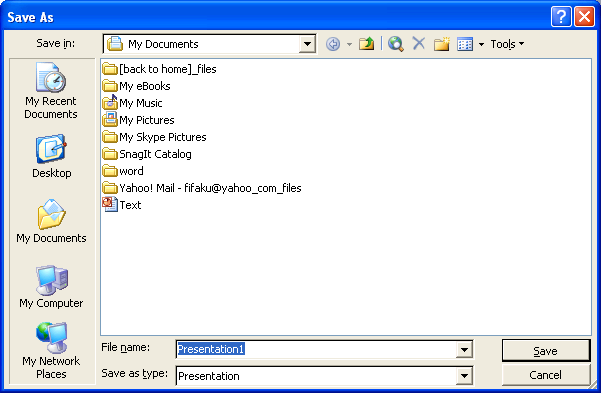 Save As
Save in:
My Documents
Tools
My Recent
Documents
Desktop
My Documents
My Computer
My Network
Places
[back to home]_files
My eBooks
My Music
My Pictures
My Skype Pictures
SnagIt Catalog
word
Yahoo! Mail - fifaku@yahoo_com_files
Text
File name:
Presentation1
Save
Save as type:
Presentation
Cancel